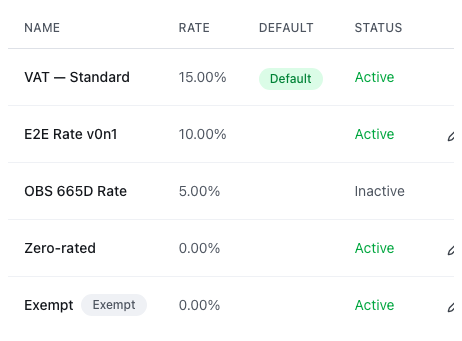 NAME RATE DEFAULT STATUS
VAT — Standard 15.00% Default Active
E2E Rate v0n1 10.00% Active
OBS 665D Rate 5.00% Inactive
Zero-rated 0.00% Active
Exempt Exempt 0.00% Active